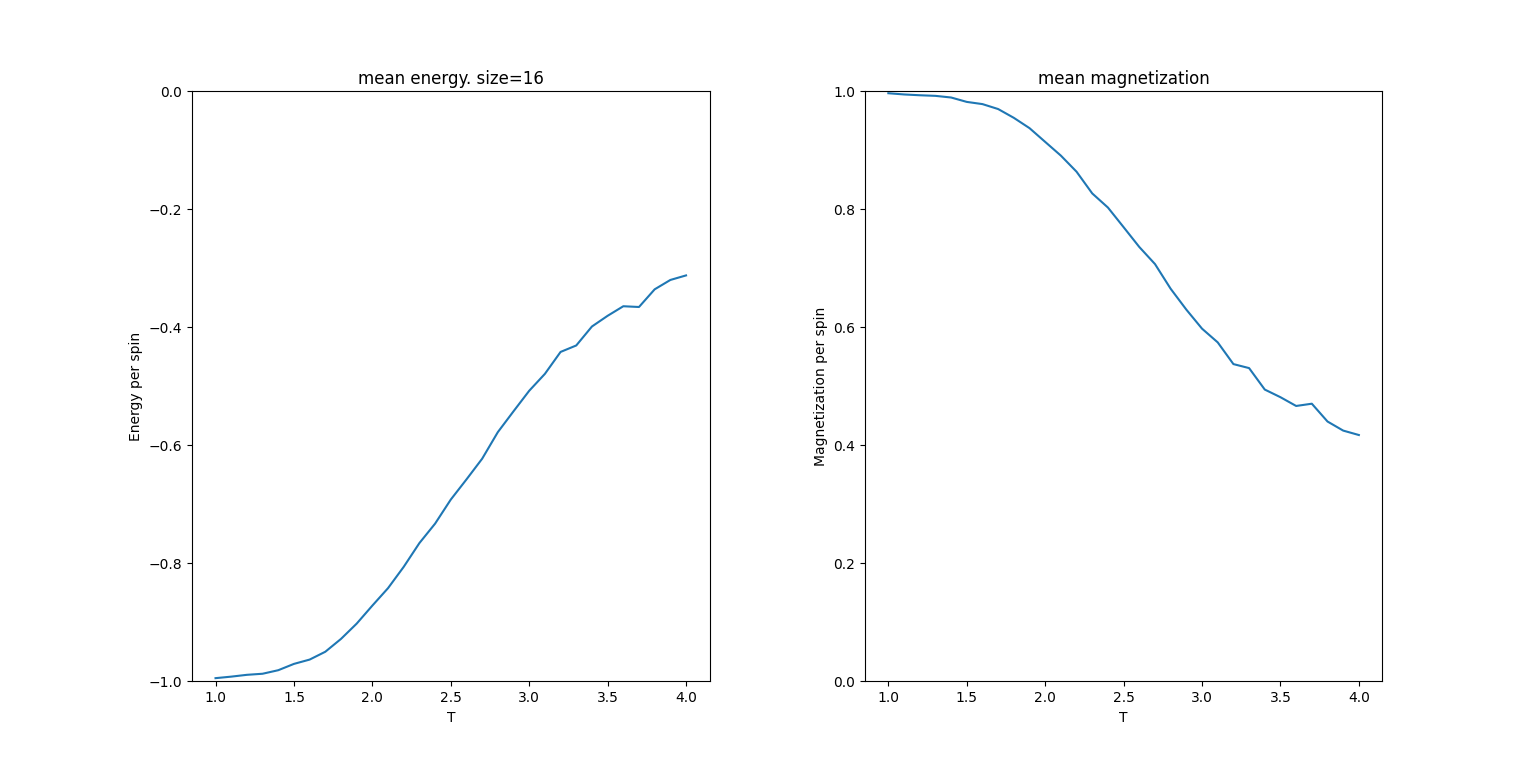 mean energy. size=16
0.0
−0.2
−0.4
−0.6
−0.8
−1.0
Energy per spin
1.0 1.5 2.0 2.5 3.0 3.5 4.0
T
mean magnetization
1.0
0.8
0.6
0.4
0.2
0.0
Magnetization per spin
1.0 1.5 2.0 2.5 3.0 3.5 4.0
T